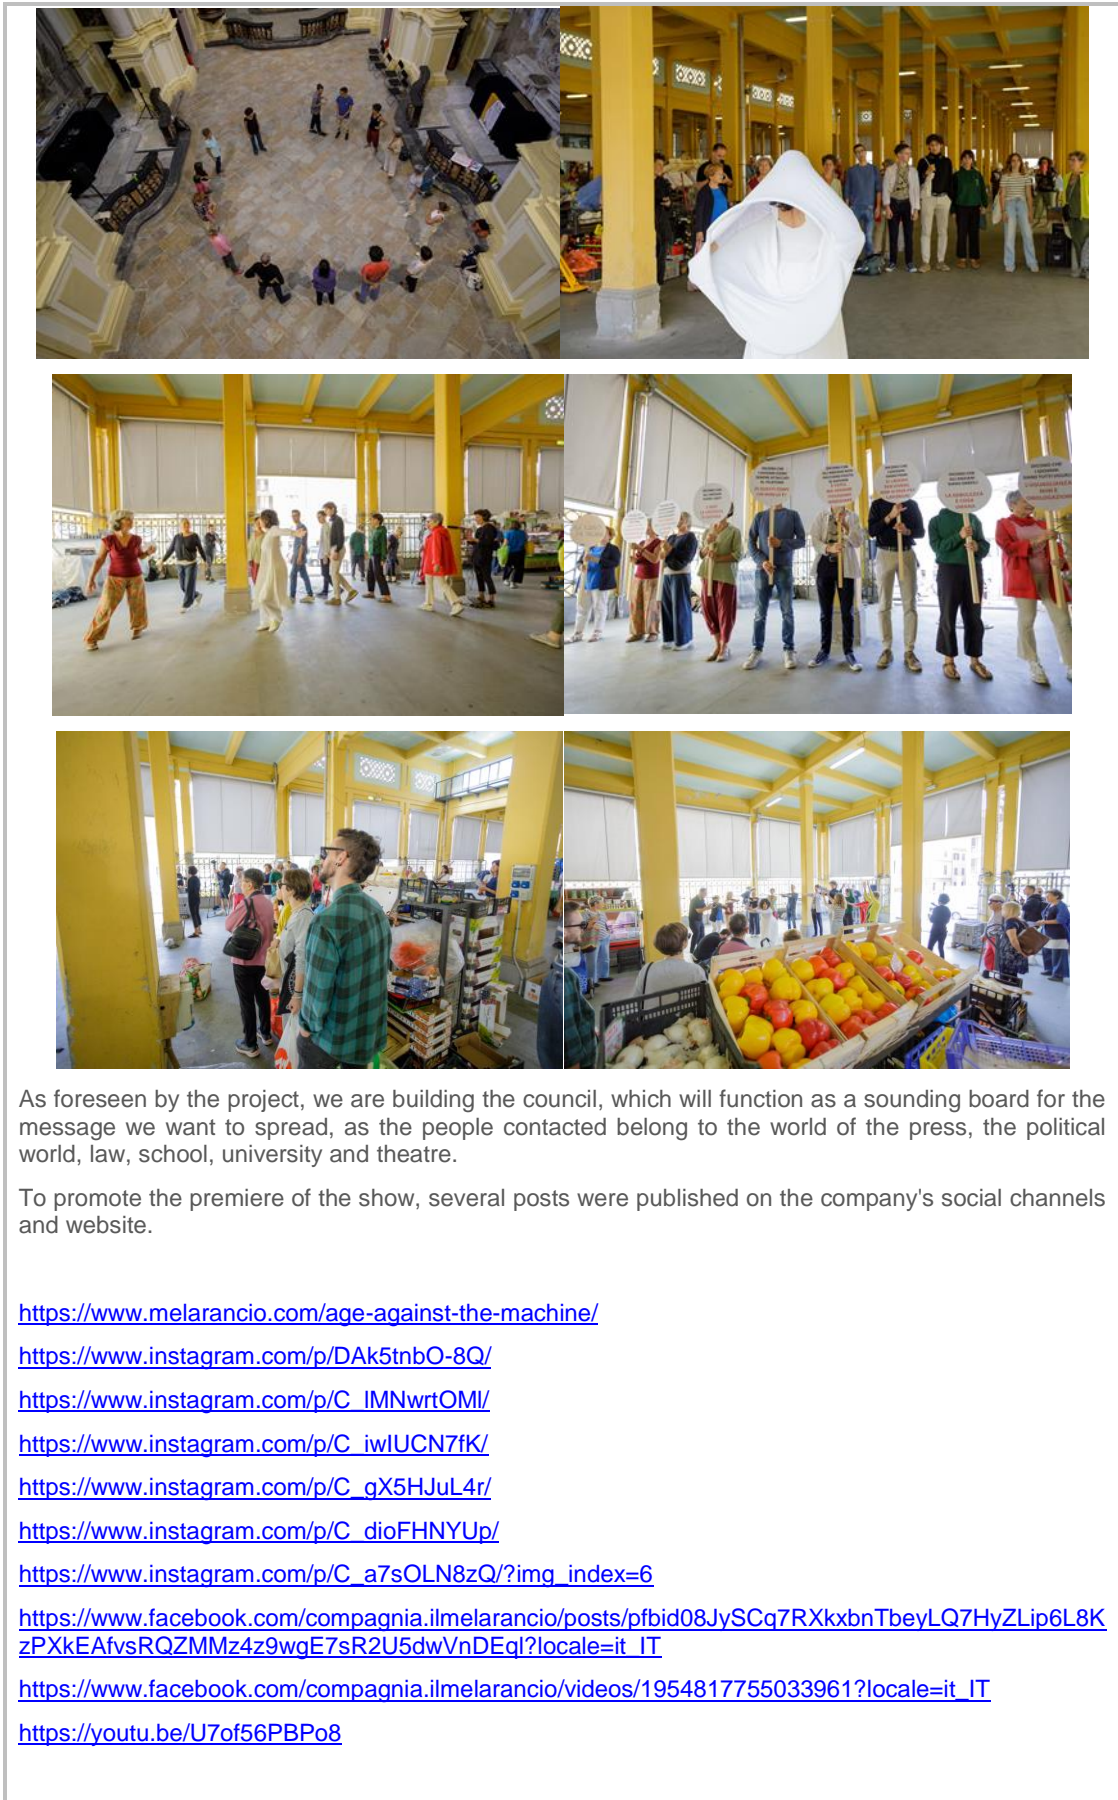 LA BELLEZZA
As foreseen by the project, we are building the council, which will function as a sounding board for the
message we want to spread, as the people contacted belong to the world of the press, the political
world, law, school, university and theatre.
To promote the premiere of the show, several posts were published on the company's social channels
and website.
https://www.melarancio.com/age-against-the-machine/
https://www.instagram.com/p/DAk5tnbO-8Q/
https://www.instagram.com/p/C_lMNwrtOMl/
https://www.instagram.com/p/C_iwIUCN7fK/
https://www.instagram.com/p/C_gX5HJuL4r/
https://www.instagram.com/p/C_dioFHNYUp/
https://www.instagram.com/p/C_a7sOLN8zQ/?img_index=6
https://www.facebook.com/compagnia.ilmelarancio/posts/pfbid08JySCq7RXkxbnTbeyLQ7HyZLip6L8K
zPXkEAfvsRQZMMz4z9wgE7sR2U5dwVnDEql?locale=it_IT
https://www.facebook.com/compagnia.ilmelarancio/videos/1954817755033961?locale=it_IT
https://youtu.be/U7of56PBPo8